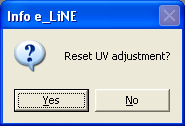 Info e_LiNE
Reset UV adjustment?
Yes
No